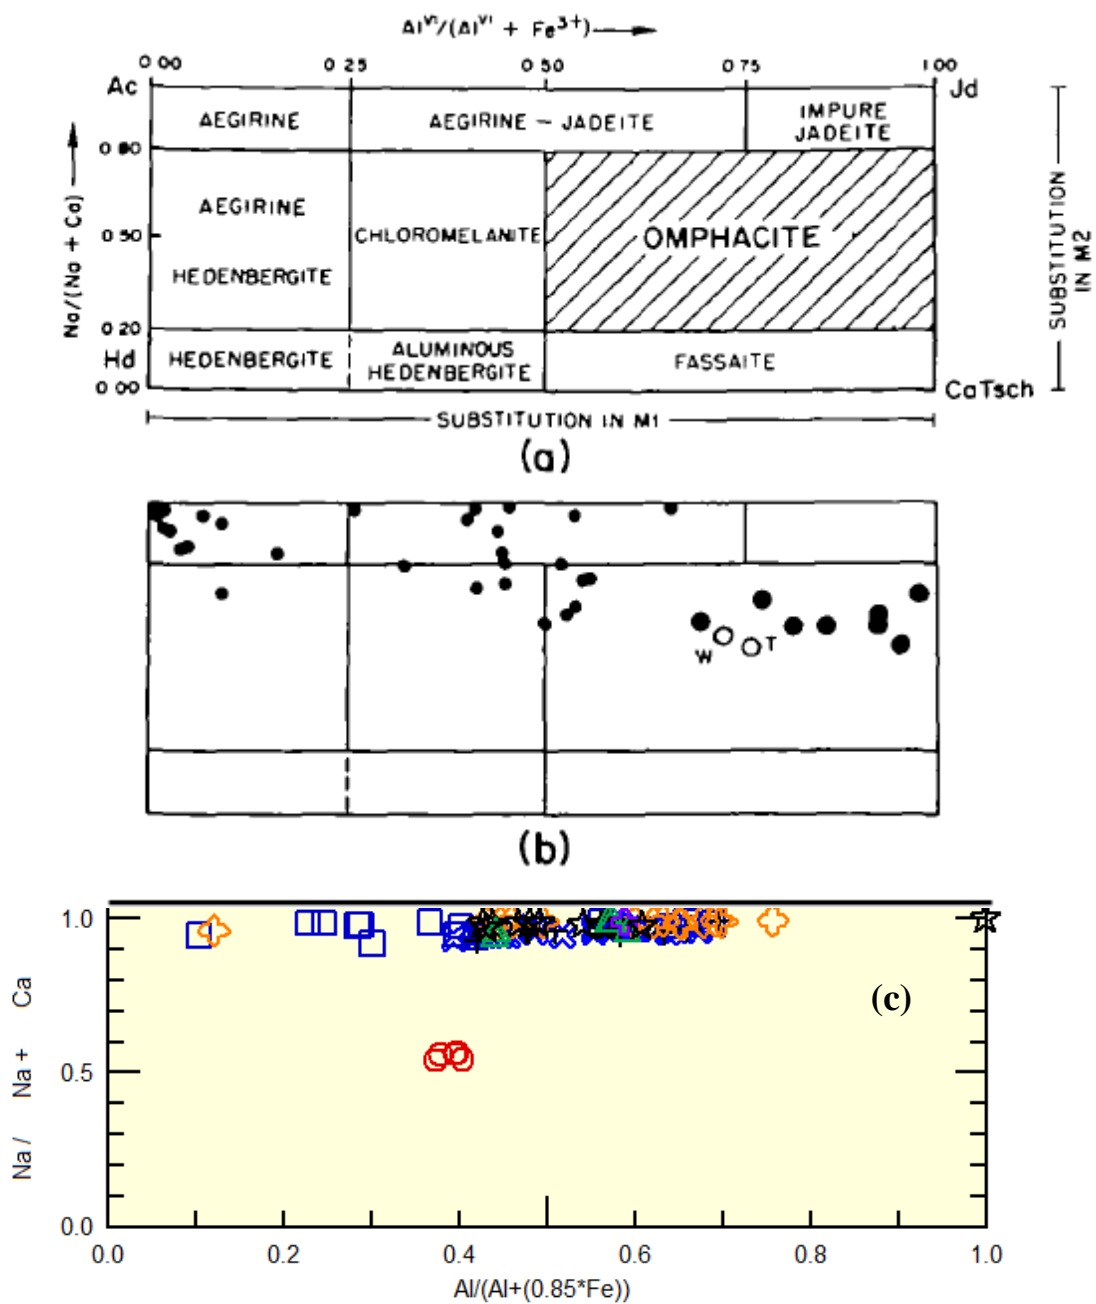 Al^VI/(Al^VI + Fe^3+)→
0 00 0 25 0 50 0 75 1 00
Ac Jd
AEGIRINE AEGIRINE – JADEITE IMPURE
JADEITE
0 80
AEGIRINE
0 50 CHLOROMELANITE OMPHACITE
HEDENBERGITE
0 20
Hd HEDENBERGITE ALUMINOUS
HEDENBERGITE FASSAITE
0 00 CaTsch
Na/(Na + Ca) →
SUBSTITUTION
IN M2
SUBSTITUTION IN M1
(a)
W T
(b)
1.0
(c)
0.5
0.0
Na / Na + Ca
0.0 0.2 0.4 0.6 0.8 1.0
Al/(Al+(0.85*Fe))